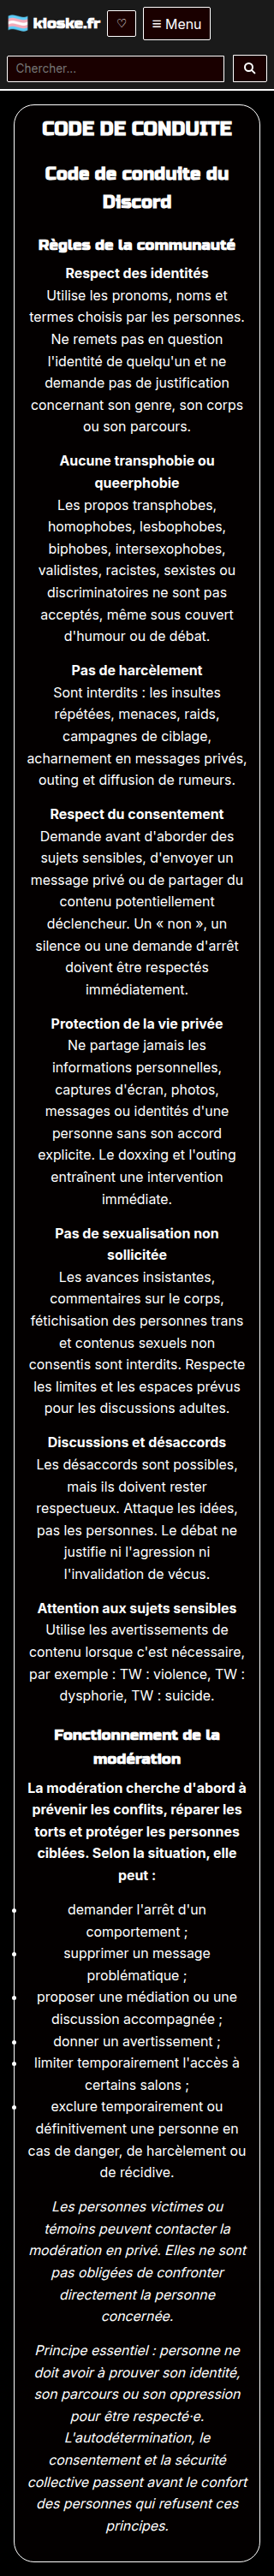 kloske.fr ♡ ≡ Menu
Chercher...
CODE DE CONDUITE
Code de conduite du
Discord
Règles de la communauté
Respect des identités
Utilise les pronoms, noms et
termes choisis par les personnes.
Ne remets pas en question
l'identité de quelqu'un et ne
demande pas de justification
concernant son genre, son corps
ou son parcours.
Aucune transphobie ou
queerphobie
Les propos transphobes,
homophobes, lesbophobes,
biphobes, intersexophobes,
validistes, racistes, sexistes ou
discriminatoires ne sont pas
acceptés, même sous couvert
d'humour ou de débat.
Pas de harcèlement
Sont interdits : les insultes
répétées, menaces, raids,
campagnes de ciblage,
acharnement en messages privés,
outing et diffusion de rumeurs.
Respect du consentement
Demande avant d'aborder des
sujets sensibles, d'envoyer un
message privé ou de partager du
contenu potentiellement
déclencheur. Un « non », un
silence ou une demande d'arrêt
doivent être respectés
immédiatement.
Protection de la vie privée
Ne partage jamais les
informations personnelles,
captures d'écran, photos,
messages ou identités d'une
personne sans son accord
explicite. Le doxxing et l'outing
entraînent une intervention
immédiate.
Pas de sexualisation non
sollicitée
Les avances insistantes,
commentaires sur le corps,
fétichisation des personnes trans
et contenus sexuels non
consentis sont interdits. Respecte
les limites et les espaces prévus
pour les discussions adultes.
Discussions et désaccords
Les désaccords sont possibles,
mais ils doivent rester
respectueux. Attaque les idées,
pas les personnes. Le débat ne
justifie ni l'agression ni
l'invalidation de vécus.
Attention aux sujets sensibles
Utilise les avertissements de
contenu lorsque c'est nécessaire,
par exemple : TW : violence, TW :
dysphorie, TW : suicide.
Fonctionnement de la
modération
La modération cherche d'abord à
prévenir les conflits, réparer les
torts et protéger les personnes
ciblées. Selon la situation, elle
peut :
demander l'arrêt d'un
comportement ;
supprimer un message
problématique ;
proposer une médiation ou une
discussion accompagnée ;
donner un avertissement ;
limiter temporairement l'accès à
certains salons ;
exclure temporairement ou
définitivement une personne en
cas de danger, de harcèlement ou
de récidive.
Les personnes victimes ou
témoins peuvent contacter la
modération en privé. Elles ne sont
pas obligées de confronter
directement la personne
concernée.
Principe essentiel : personne ne
doit avoir à prouver son identité,
son parcours ou son oppression
pour être respecté·e.
L'autodétermination, le
consentement et la sécurité
collective passent avant le confort
des personnes qui refusent ces
principes.